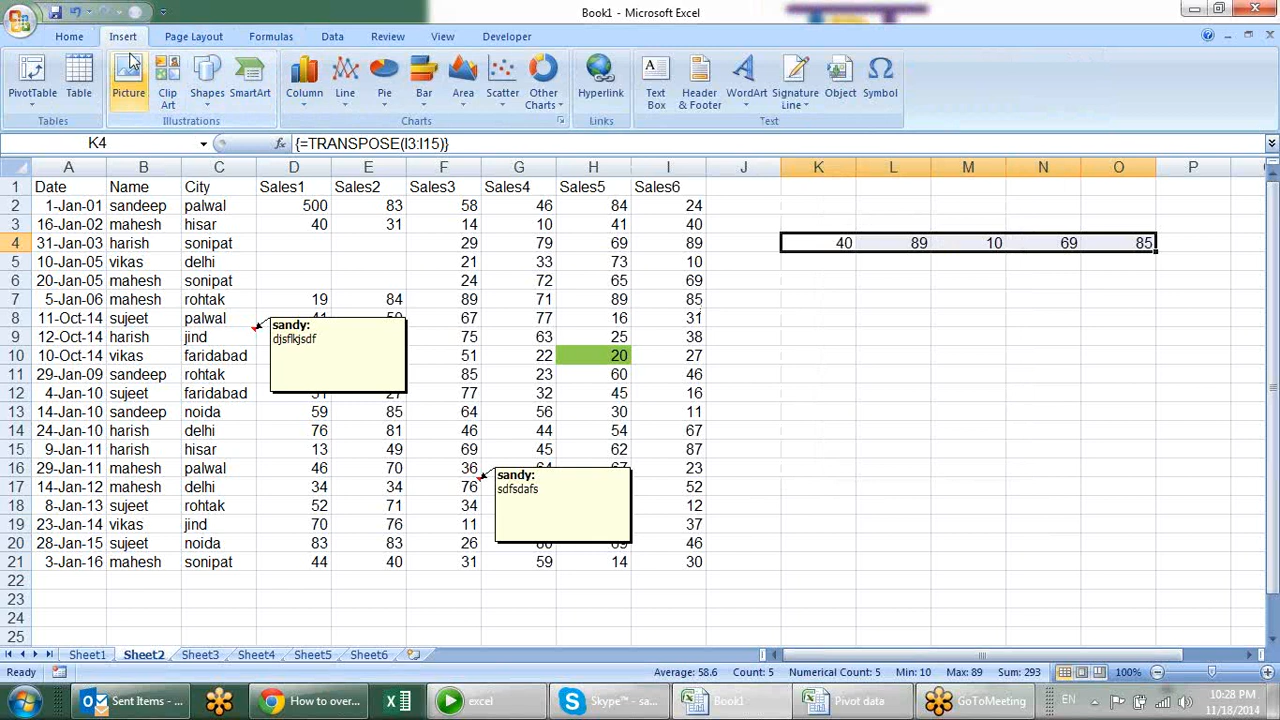 Book1 - Microsoft Excel
Home Insert Page Layout Formulas Data Review View Developer
PivotTable Table Picture Clip Art Shapes SmartArt Column Line Pie Bar Area Scatter Other Charts Hyperlink Text Box Header & Footer WordArt Signature Line Object Symbol
Tables Illustrations Charts Links Text
K4 fx {=TRANSPOSE(I3:I15)}
A B C D E F G H I J K L M N O P
1 Date Name City Sales1 Sales2 Sales3 Sales4 Sales5 Sales6
2 1-Jan-01 sandeep palwal 500 83 58 46 84 24
3 16-Jan-02 mahesh hisar 40 31 14 10 41 40
4 31-Jan-03 harish sonipat 29 79 69 89 40 89 10 69 85
5 10-Jan-05 vikas delhi 21 33 73 10
6 20-Jan-05 mahesh sonipat 24 72 65 69
7 5-Jan-06 mahesh rohtak 19 84 89 71 89 85
8 11-Oct-14 sujeet palwal 67 77 16 31
9 12-Oct-14 harish jind 75 63 25 38
10 10-Oct-14 vikas faridabad 51 22 20 27
11 29-Jan-09 sandeep rohtak 85 23 60 46
12 4-Jan-10 sujeet faridabad 77 32 45 16
13 14-Jan-10 sandeep noida 59 85 64 56 30 11
14 24-Jan-10 harish delhi 76 81 46 44 54 67
15 9-Jan-11 harish hisar 13 49 69 45 62 87
16 29-Jan-11 mahesh palwal 46 70 36 23
17 14-Jan-12 mahesh delhi 34 34 76 52
18 8-Jan-13 sujeet rohtak 52 71 34 12
19 23-Jan-14 vikas jind 70 76 11 37
20 28-Jan-15 sujeet noida 83 83 26 46
21 3-Jan-16 mahesh sonipat 44 40 31 59 14 30
22
23
24
25
sandy:
djsflkjsdf
sandy:
sdfsdafs
Sheet1 Sheet2 Sheet3 Sheet4 Sheet5 Sheet6
Ready Average: 58.6 Count: 5 Numerical Count: 5 Min: 10 Max: 89 Sum: 293 100%
Sent Items - ... How to over... excel Skype™ - sa... Book1 Pivot data GoToMeeting EN 10:28 PM
11/18/2014